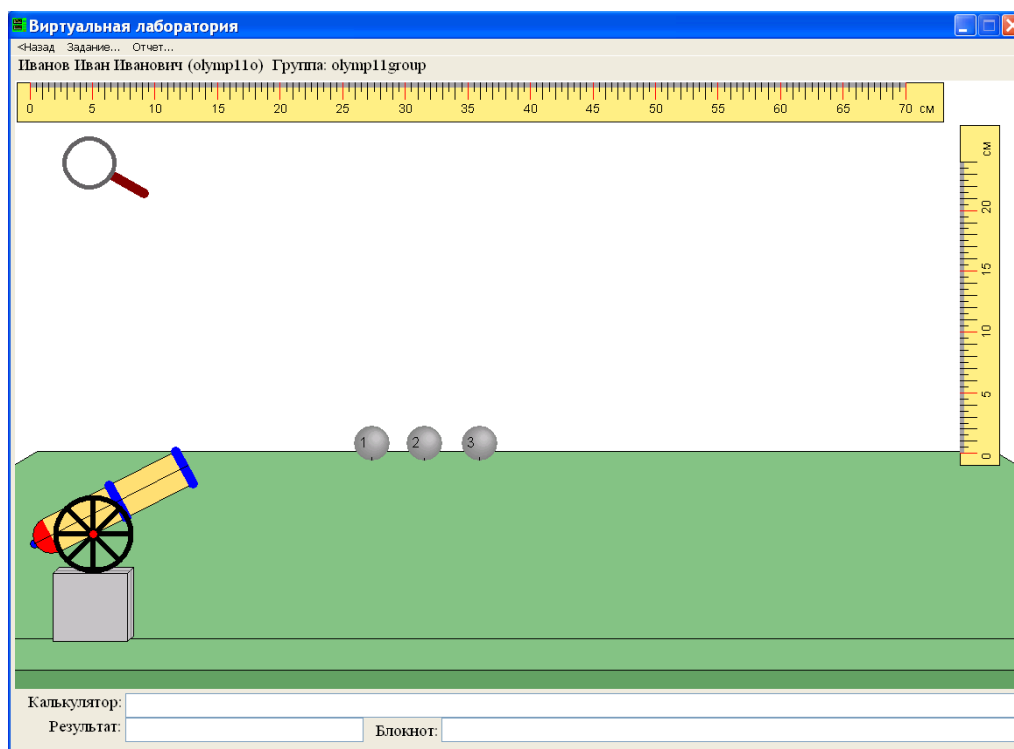 Виртуальная лаборатория
<Назад Задание... Отчет...
Иванов Иван Иванович (olymp11o) Группа: olymp11group
0 5 10 15 20 25 30 35 40 45 50 55 60 65 70 см
см
20
15
10
5
0
1 2 3
Калькулятор:
Результат: Блокнот: